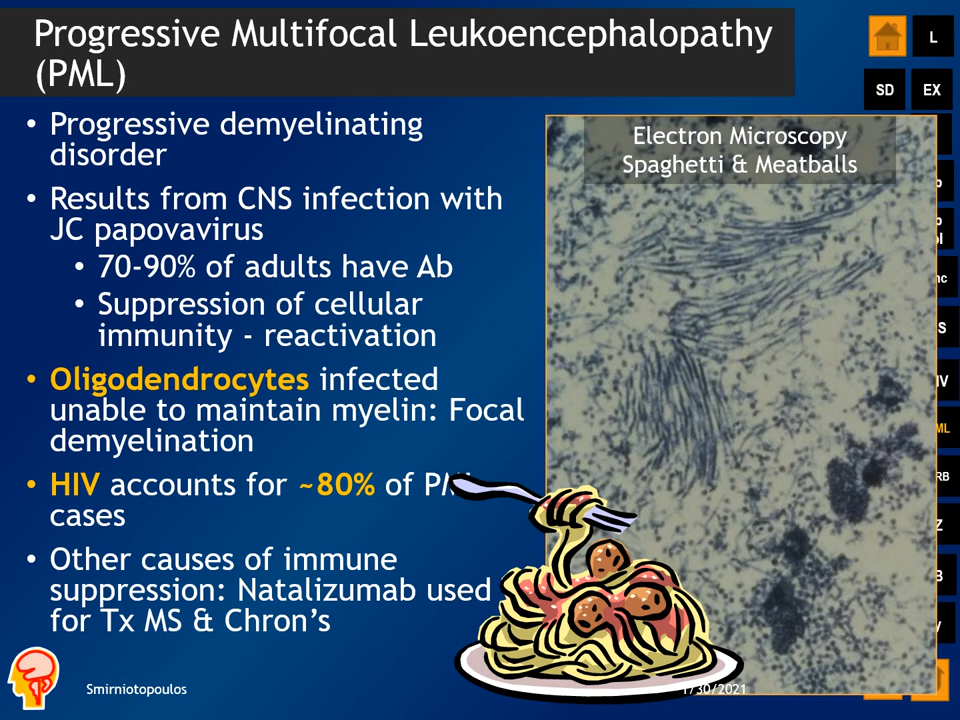 Progressive Multifocal Leukoencephalopathy
(PML)
L
SD
EX
• Progressive demyelinating
disorder
• Results from CNS infection with
JC papovavirus
• 70-90% of adults have Ab
• Suppression of cellular
immunity - reactivation
• Oligodendrocytes infected
unable to maintain myelin: Focal
demyelination
• HIV accounts for ~80% of
cases
• Other causes of immune
suppression: Natalizumab used
for Tx MS & Chron’s
Electron Microscopy
Spaghetti & Meatballs
Smirniotopoulos
1/30/2021